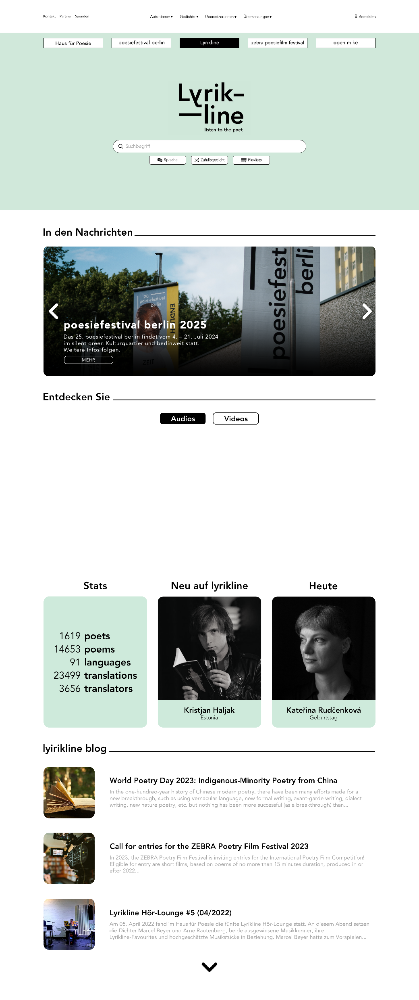 Kontakt Partner Spenden
Autor:innen ▾ Gedichte ▾ Übersetzer:innen ▾ Übersetzungen ▾
Anmelden
Haus für Poesie
poesiefestival berlin
Lyrikline
zebra poesiefilm festival
open mike
Lyrik-
—line
listen to the poet
Suchbegriff
Sprache
Zufallsgedicht
Playlists
In den Nachrichten
20.
poesiefestival
berlin
ENDLICH
ZEIT
poesiefest
berli
poesiefestival berlin 2025
Das 25. poesiefestival berlin findet vom 4. – 21. Juli 2024
im silent green Kulturquartier und berlinweit statt.
Weitere Infos folgen.
MEHR
Entdecken Sie
Audios
Videos
Stats
1619 poets
14653 poems
91 languages
23499 translations
3656 translators
Neu auf lyrikline
Kristjan Haljak
Estonia
Heute
Kateřina Rudčenková
Geburtstag
lyirikline blog
World Poetry Day 2023: Indigenous-Minority Poetry from China
In the one-hundred-year history of Chinese modern poetry, there have been many efforts made for a
new breakthrough, such as using vernacular language, new formal writing, avant-garde writing, dialect
writing, new nature poetry, etc. but nothing has been more successful (as a breakthrough) than...
Call for entries for the ZEBRA Poetry Film Festival 2023
In 2023, the ZEBRA Poetry Film Festival is inviting entries for the International Poetry Film Competition!
Eligible for entry are short films, based on poems of no more than 15 minutes duration, produced in or
after 2022...
Lyrikline Hör-Lounge #5 (04/2022)
Am 05. April 2022 fand im Haus für Poesie die fünfte Lyrikline Hör-Lounge statt. An diesem Abend setzen
die Dichter Marcel Beyer und Arne Rautenberg, beide ausgewiesene Musikkenner, ihre
Lyrikline-Favourites und hochgeschätzte Musikstücke in Beziehung. Marcel Beyer hatte zum Vorspielen...